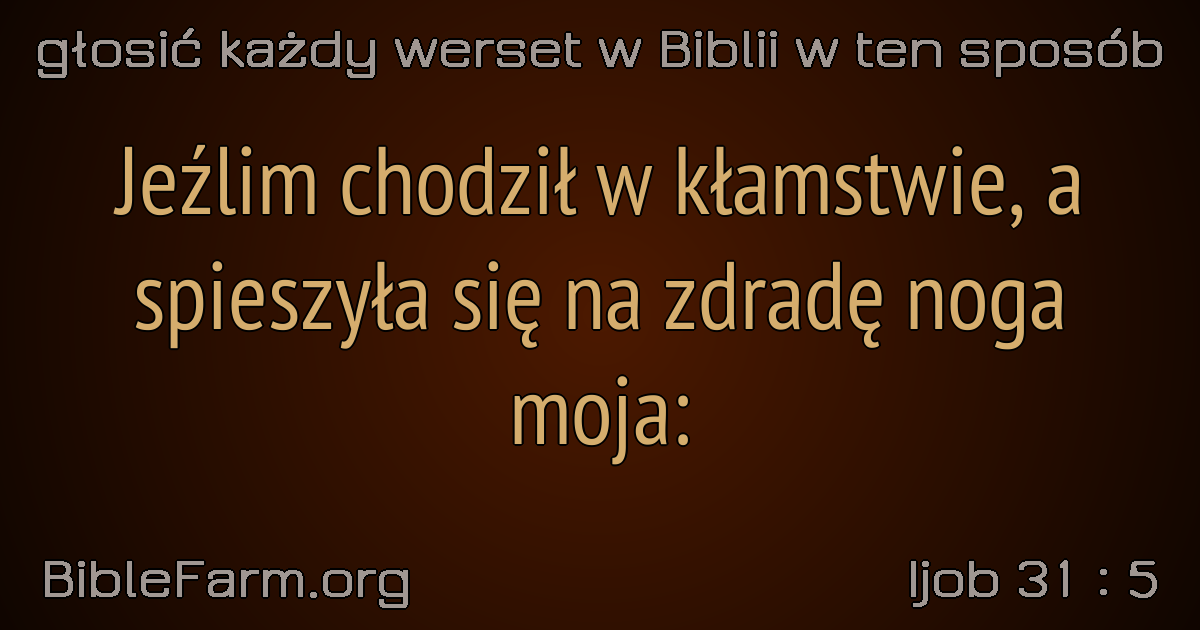 głosić każdy werset w Biblii w ten sposób
Jeźlim chodził w kłamstwie, a
spieszyła się na zdradę noga
moja:
BibleFarm.org
Ijob 31 : 5